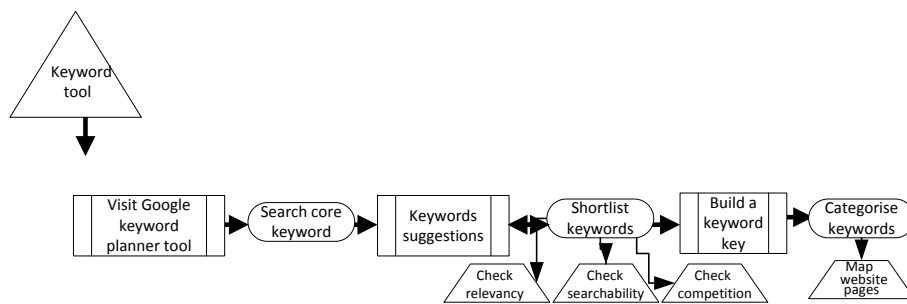 Keyword
tool
Visit Google
keyword
planner tool
Search core
keyword
Keywords
suggestions
Shortlist
keywords
Build a
keyword
key
Categorise
keywords
Check
relevancy
Check
searchability
Check
competition
Map
website
pages